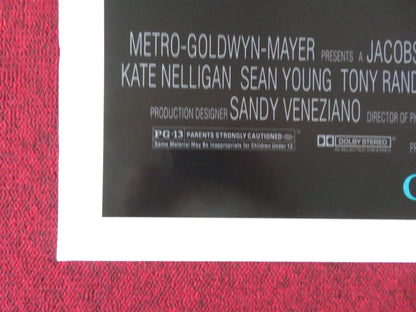 METRO-GOLDWYN-MAYER PRESENTS A JACOBS
KATE NELLIGAN SEAN YOUNG TONY RAND
PRODUCTION DESIGNER SANDY VENEZIANO DIRECTOR OF PH
PG-13 PARENTS STRONGLY CAUTIONED
Some Material May Be Inappropriate for Children Under 13
DOLBY STEREO
IN SELECTED THEATRES